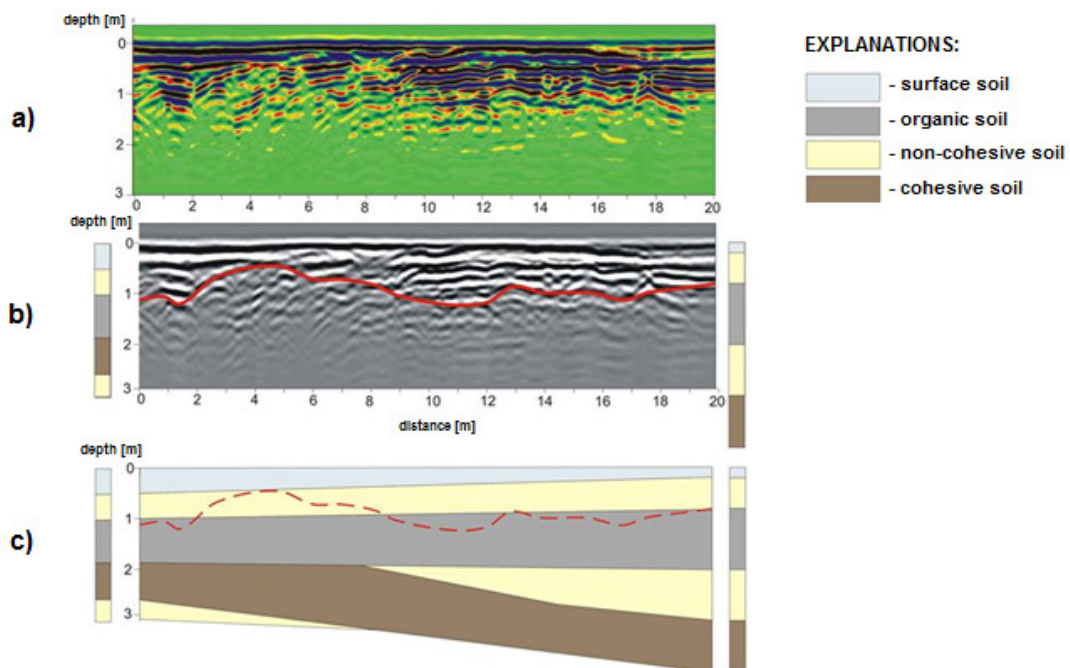 depth [m]
0
1
2
3
0 2 4 6 8 10 12 14 16 18 20
a)
EXPLANATIONS:
- surface soil
- organic soil
- non-cohesive soil
- cohesive soil
depth [m]
0
1
2
3
0 2 4 6 8 10 12 14 16 18 20
distance [m]
b)
depth [m]
0
1
2
3
c)